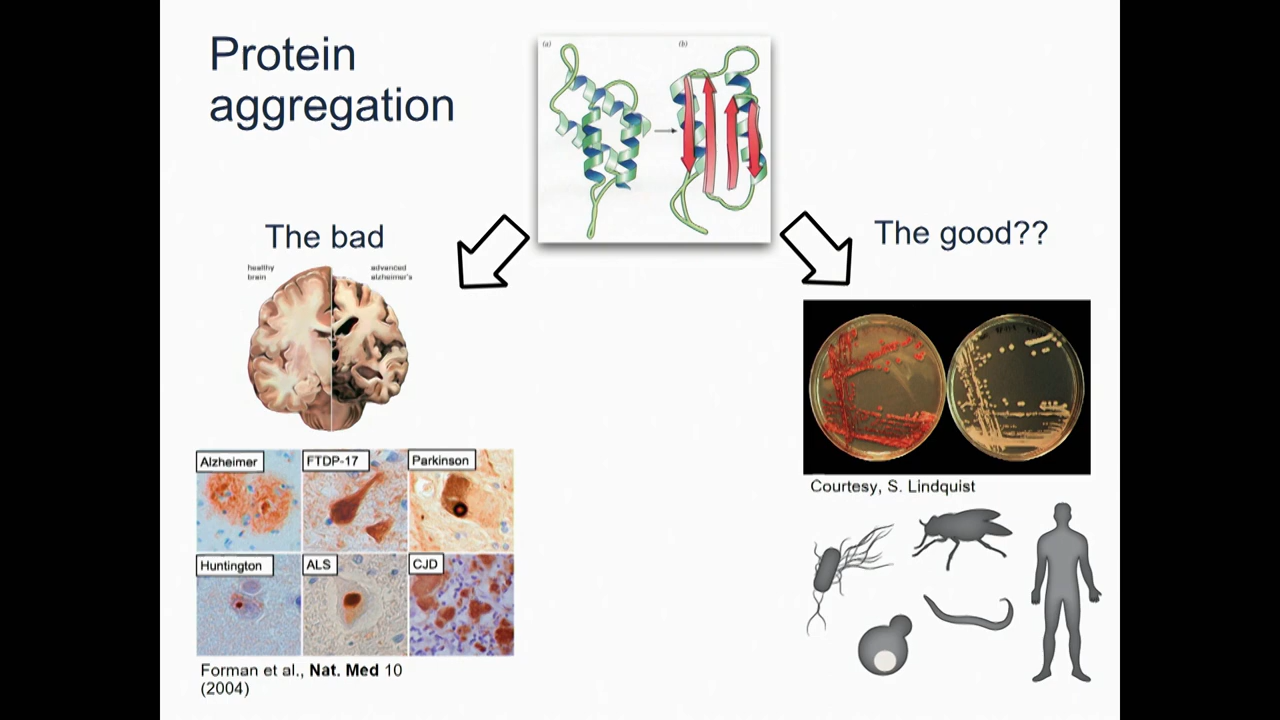 Protein
aggregation
(a)
(b)
The bad
The good??
healthy
brain
advanced
alzheimer's
Alzheimer
FTDP-17
Parkinson
Huntington
ALS
CJD
Forman et al., Nat. Med 10
(2004)
Courtesy, S. Lindquist